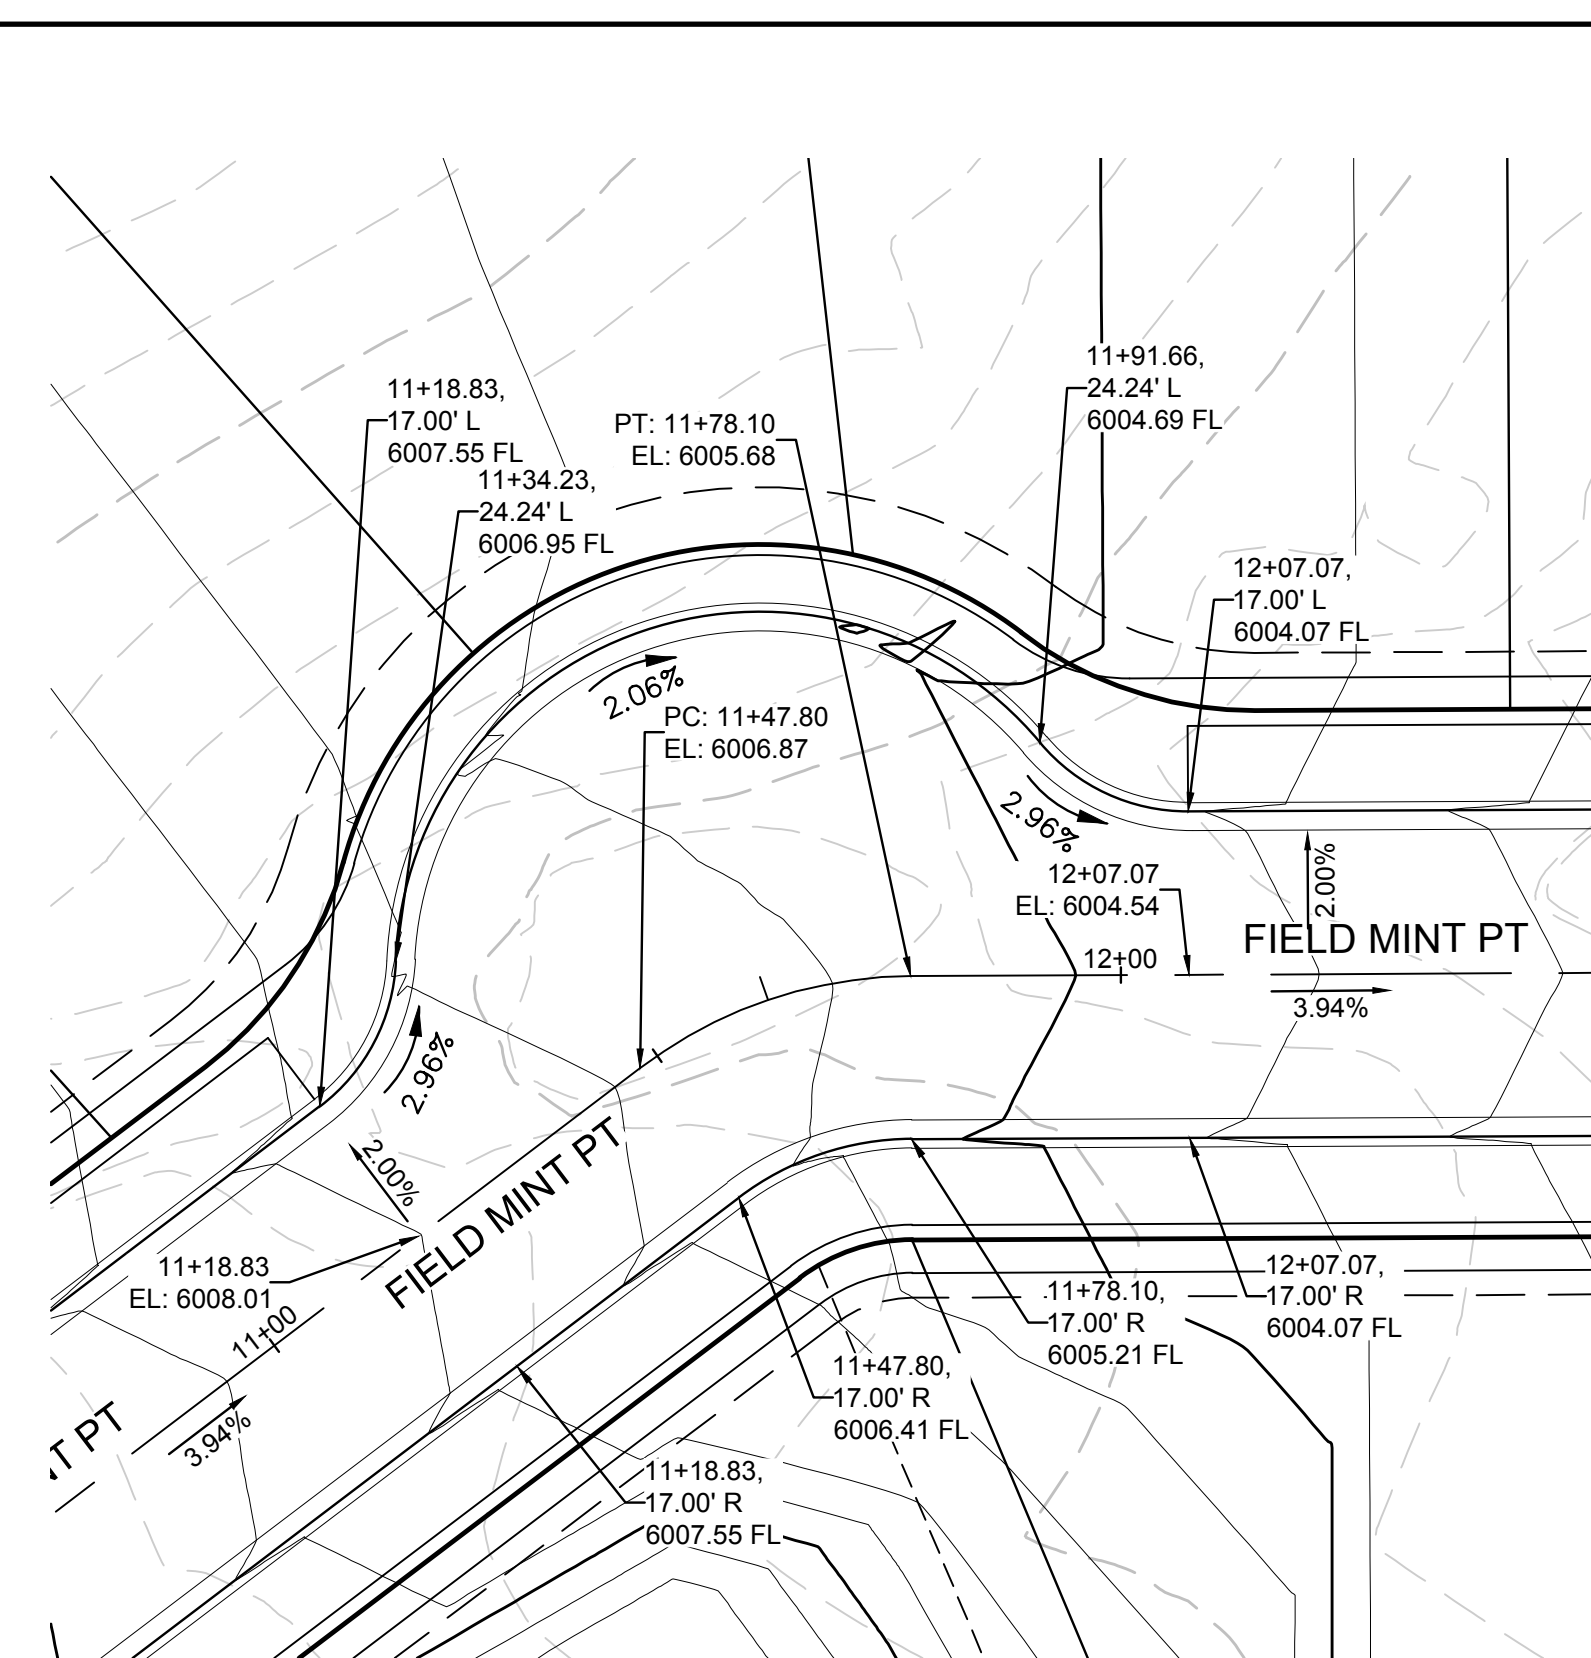 11+91.66,
24.24' L
6004.69 FL
11+18.83,
17.00' L
6007.55 FL
PT: 11+78.10
EL: 6005.68
11+34.23,
24.24' L
6006.95 FL
12+07.07,
17.00' L
6004.07 FL
2.06%
PC: 11+47.80
EL: 6006.87
2.96%
12+07.07
EL: 6004.54
2.00%
FIELD MINT PT
12+00
3.94%
2.96%
2.00%
FIELD MINT PT
11+18.83
EL: 6008.01
11+00
12+07.07,
17.00' R
6004.07 FL
11+78.10,
17.00' R
6005.21 FL
11+47.80,
17.00' R
6006.41 FL
3.94%
NT PT
11+18.83,
17.00' R
6007.55 FL